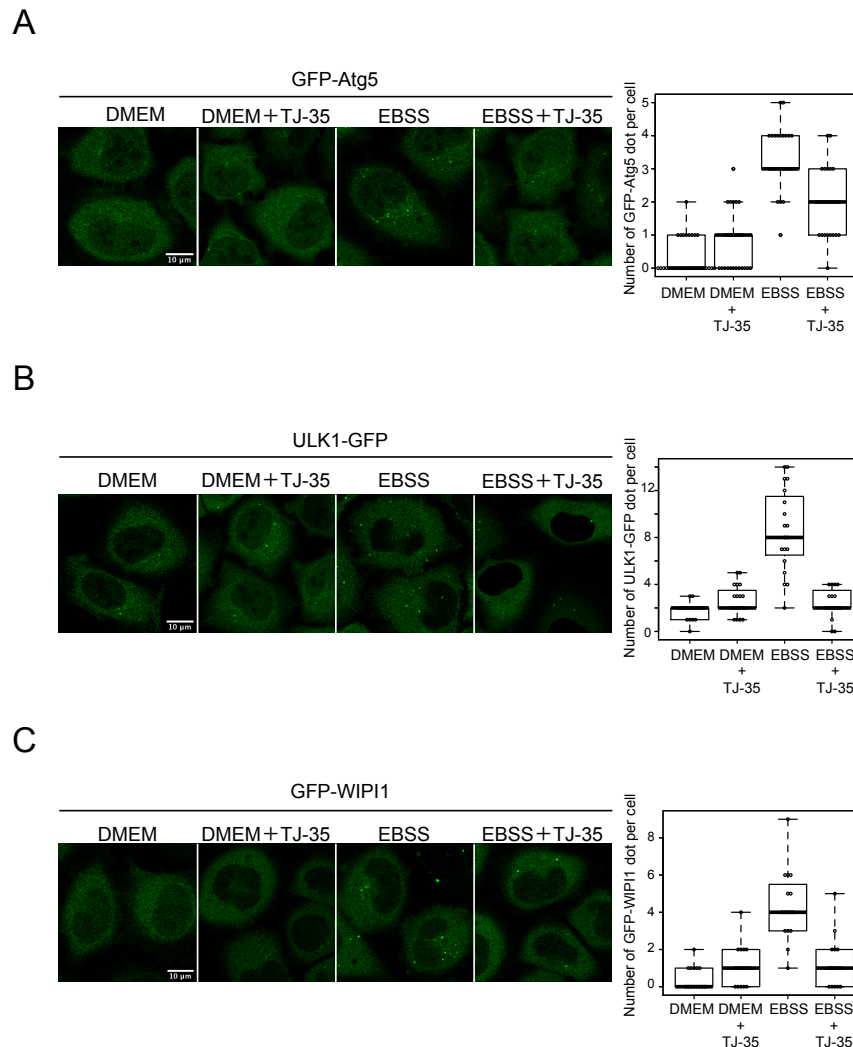 A
GFP-Atg5
DMEM DMEM+TJ-35 EBSS EBSS+TJ-35
10 µm
Number of GFP-Atg5 dot per cell
5
4
3
2
1
0
DMEM DMEM EBSS EBSS
+ +
TJ-35 TJ-35
B
ULK1-GFP
DMEM DMEM+TJ-35 EBSS EBSS+TJ-35
10 µm
Number of ULK1-GFP dot per cell
12
8
4
0
DMEM DMEM EBSS EBSS
+ +
TJ-35 TJ-35
C
GFP-WIPI1
DMEM DMEM+TJ-35 EBSS EBSS+TJ-35
10 µm
Number of GFP-WIPI1 dot per cell
8
6
4
2
0
DMEM DMEM EBSS EBSS
+ +
TJ-35 TJ-35